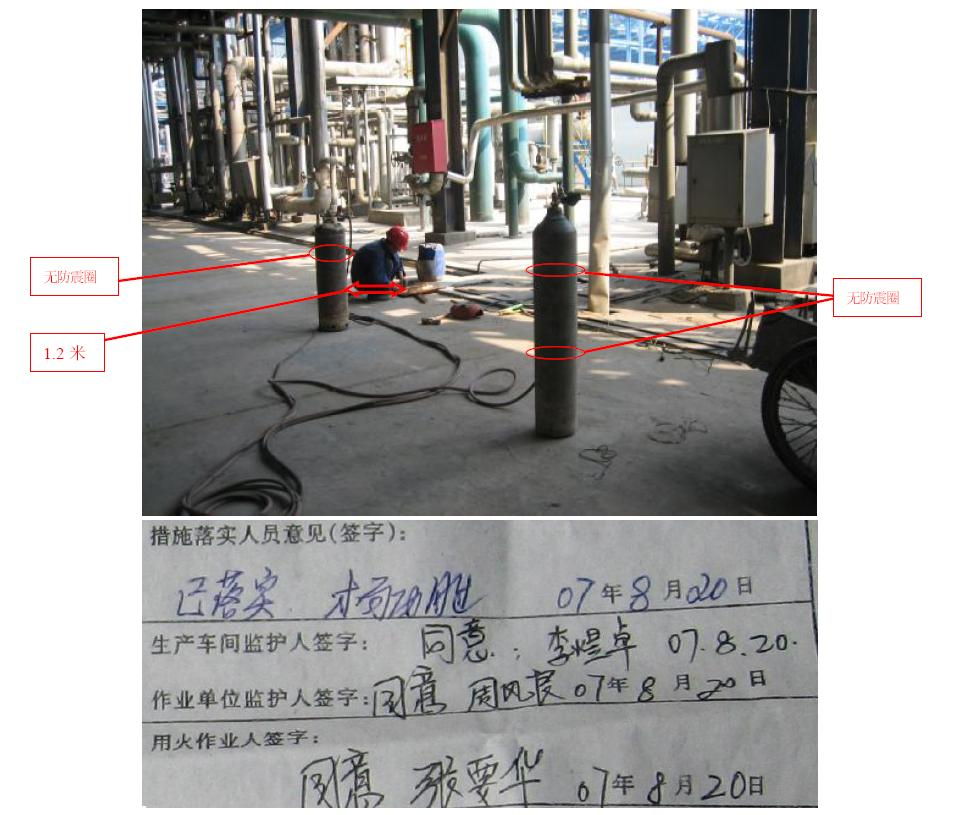 无防震圈
1.2 米
无防震圈
措施落实人员意见(签字):
已落实 07年8月20日
生产车间监护人签字: 同意. 李煜卓 07.8.20.
作业单位监护人签字: 同意 周风良 07年8月20日
用火作业人签字:
同意 张要华 07年8月20日